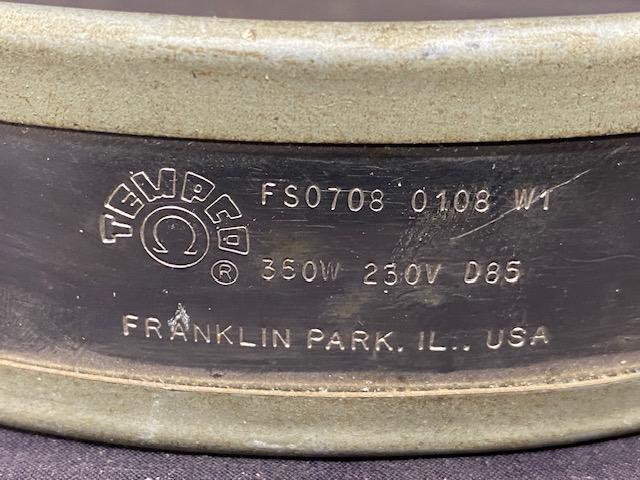 TEMPCO
Ω
®
FS0708 0108 W1
350W 230V D85
FRANKLIN PARK, IL., USA